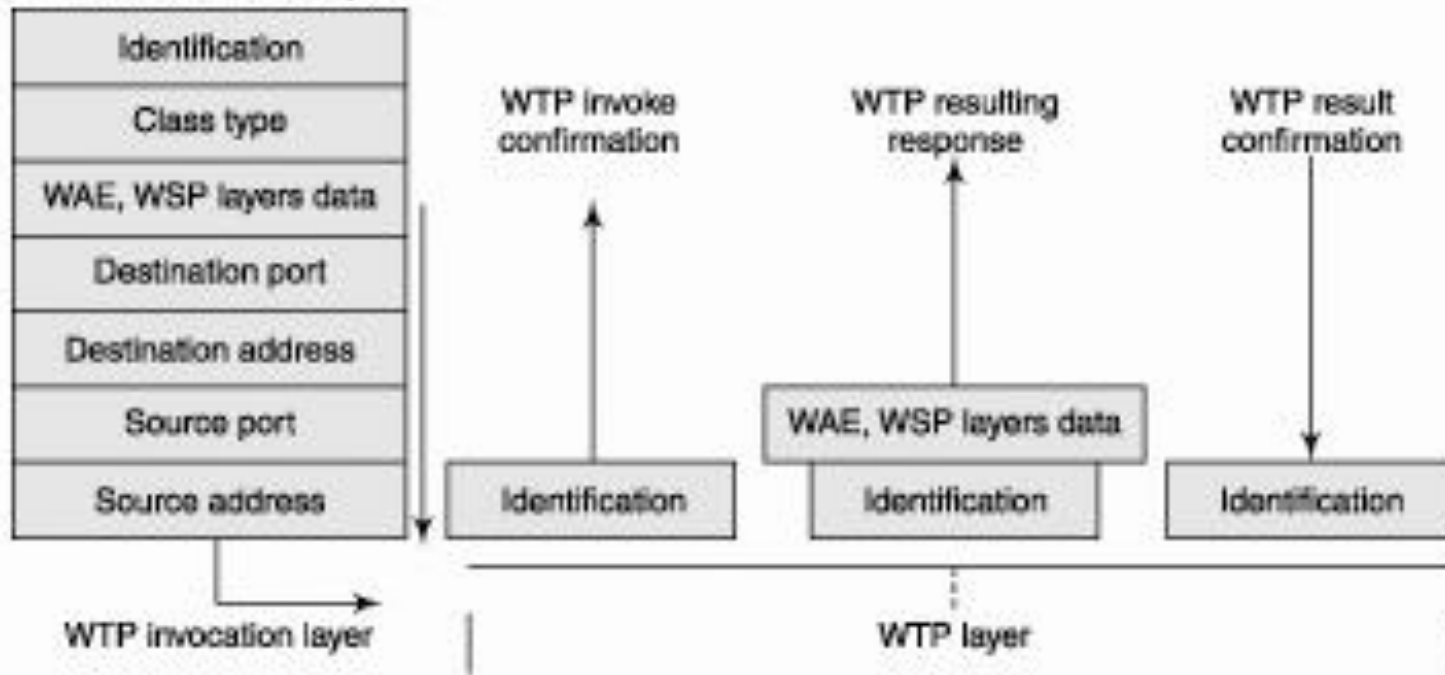 Identification
Class type
WAE, WSP layers data
Destination port
Destination address
Source port
Source address
WTP invocation layer
WTP invoke
confirmation
Identification
WTP resulting
response
WAE, WSP layers data
Identification
WTP result
confirmation
Identification
WTP layer